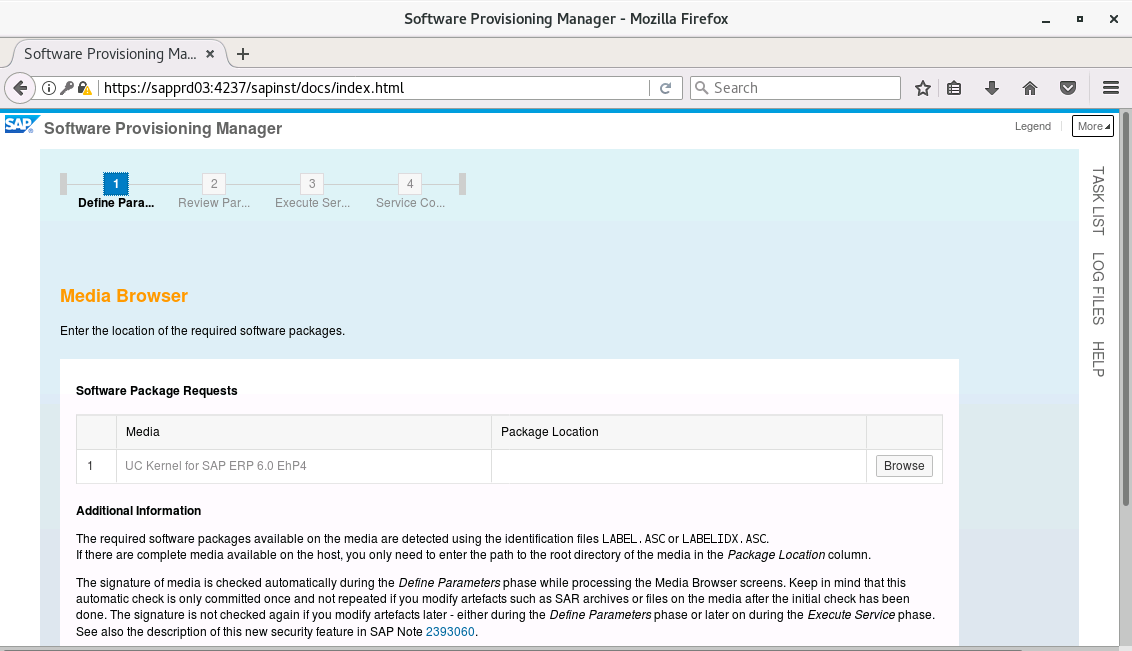 Software Provisioning Manager - Mozilla Firefox
Software Provisioning Ma...
https://sapprd03:4237/sapinst/docs/index.html
Search
SAP Software Provisioning Manager
Legend
More
1 2 3 4
Define Para... Review Par... Execute Ser... Service Co...
TASK LIST
LOG FILES
HELP
Media Browser
Enter the location of the required software packages.
Software Package Requests
Media Package Location
1 UC Kernel for SAP ERP 6.0 EhP4 Browse
Additional Information
The required software packages available on the media are detected using the identification files LABEL.ASC or LABELIDX.ASC.
If there are complete media available on the host, you only need to enter the path to the root directory of the media in the Package Location column.
The signature of media is checked automatically during the Define Parameters phase while processing the Media Browser screens. Keep in mind that this
automatic check is only committed once and not repeated if you modify artefacts such as SAR archives or files on the media after the initial check has been
done. The signature is not checked again if you modify artefacts later - either during the Define Parameters phase or later on during the Execute Service phase.
See also the description of this new security feature in SAP Note 2393060.